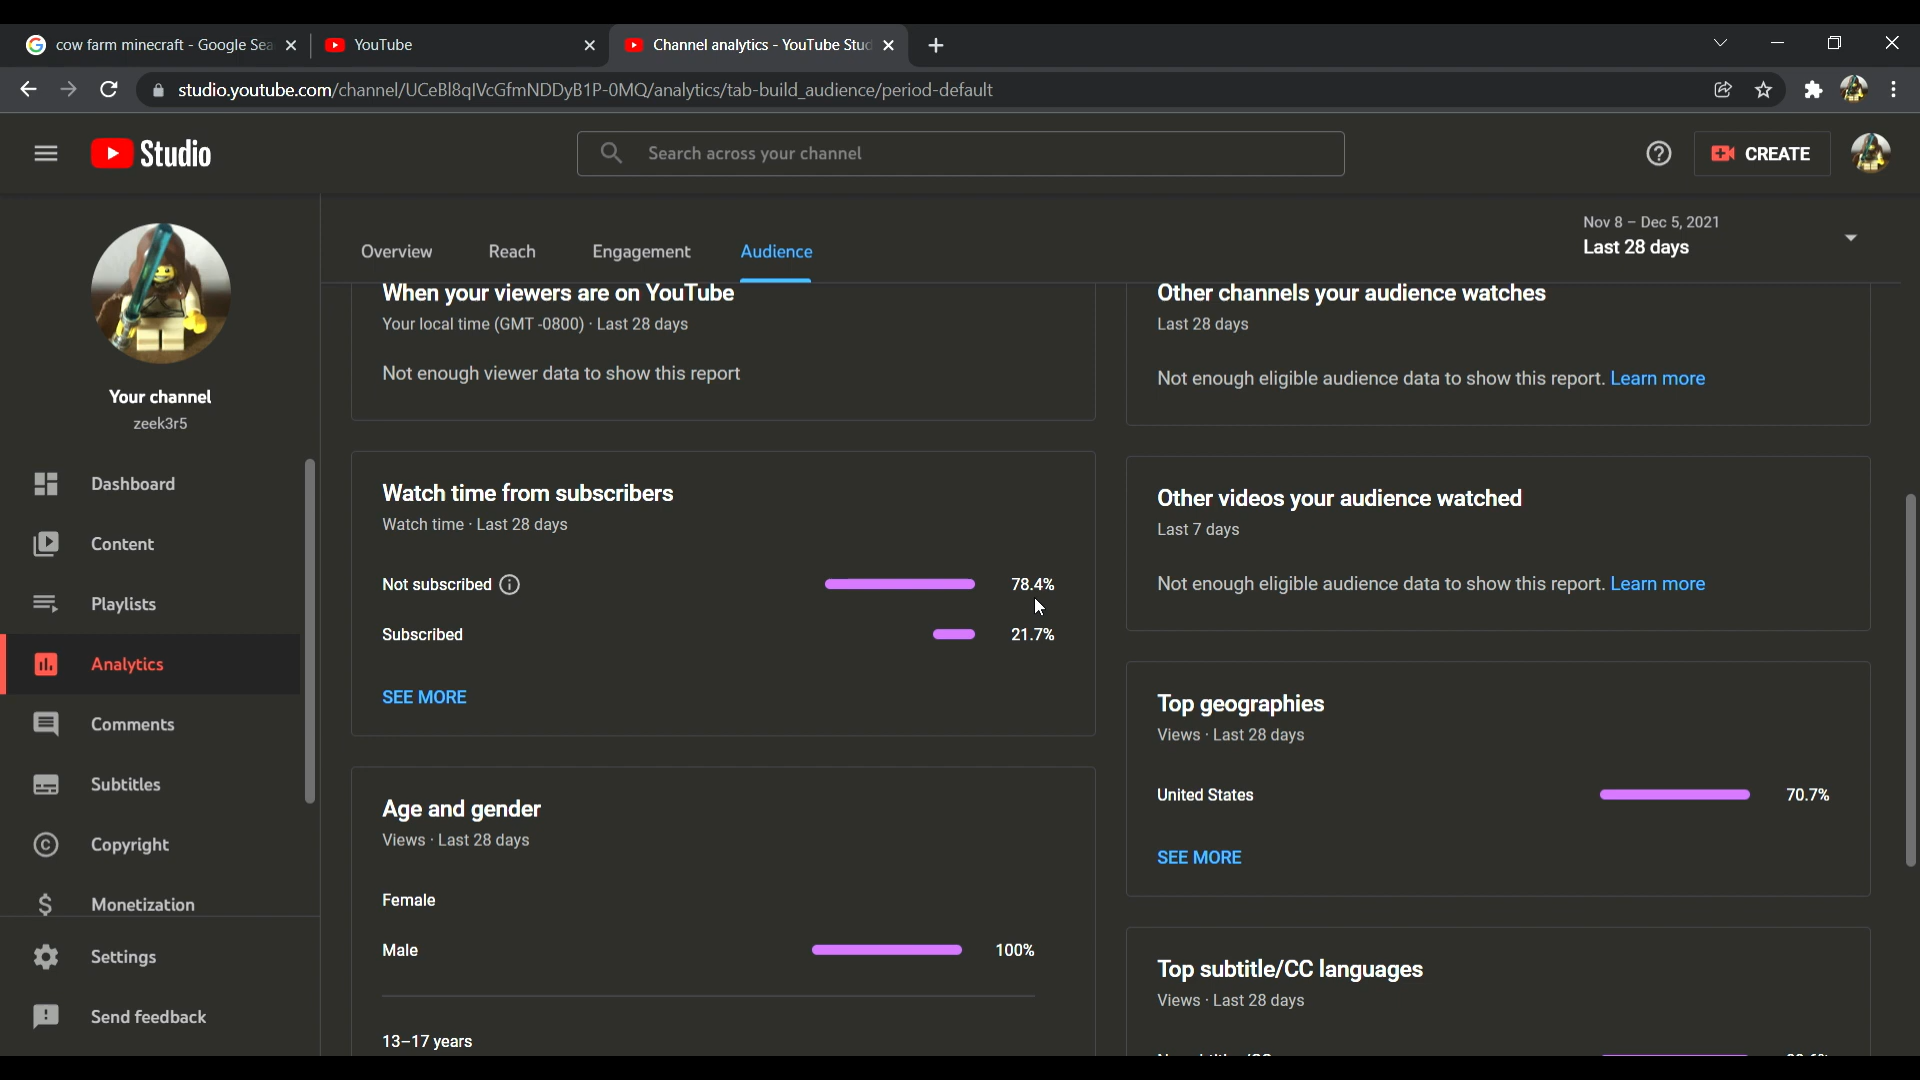 cow farm minecraft - Google Sea
YouTube
Channel analytics - YouTube Stud
studio.youtube.com/channel/UCeBl8qlVcGfmNDDyB1P-0MQ/analytics/tab-build_audience/period-default
Studio
Search across your channel
CREATE
Your channel
zeek3r5
Dashboard
Content
Playlists
Analytics
Comments
Subtitles
Copyright
Monetization
Settings
Send feedback
Overview
Reach
Engagement
Audience
Nov 8 – Dec 5, 2021
Last 28 days
When your viewers are on YouTube
Your local time (GMT -0800) · Last 28 days
Not enough viewer data to show this report
Watch time from subscribers
Watch time · Last 28 days
Not subscribed 78.4%
Subscribed 21.7%
SEE MORE
Age and gender
Views · Last 28 days
Female
Male 100%
13–17 years
Other channels your audience watches
Last 28 days
Not enough eligible audience data to show this report. Learn more
Other videos your audience watched
Last 7 days
Not enough eligible audience data to show this report. Learn more
Top geographies
Views · Last 28 days
United States 70.7%
SEE MORE
Top subtitle/CC languages
Views · Last 28 days